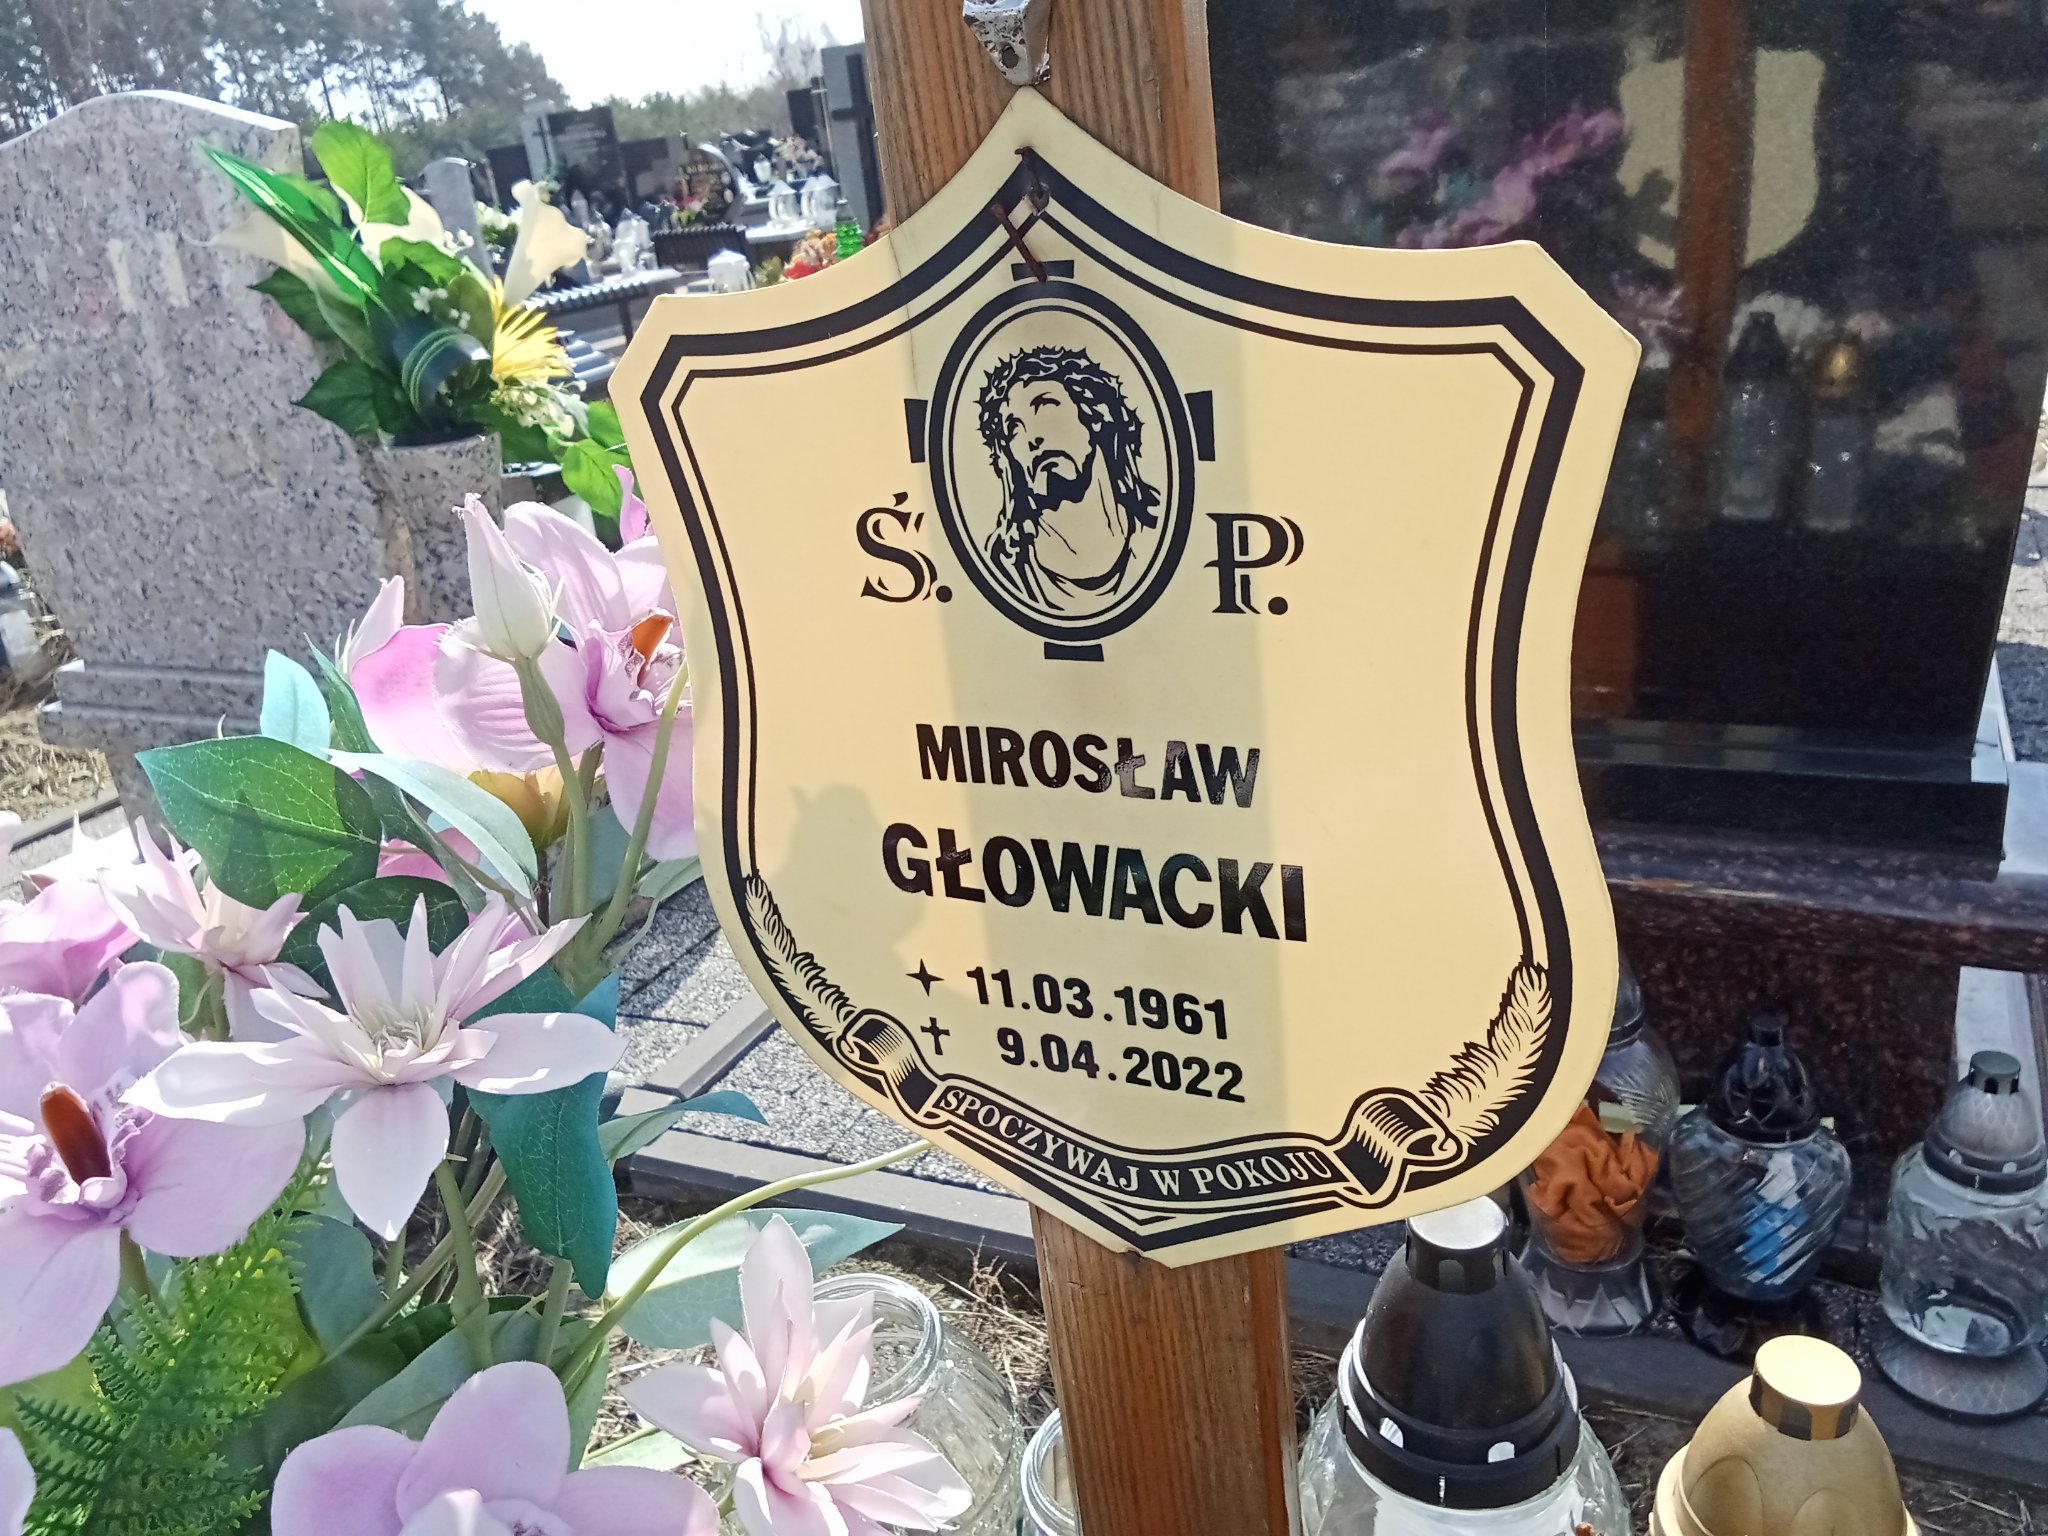 Ś. P.
MIROSŁAW
GŁOWACKI
11.03.1961
9.04.2022
SPOCZYWAJ W POKOJU